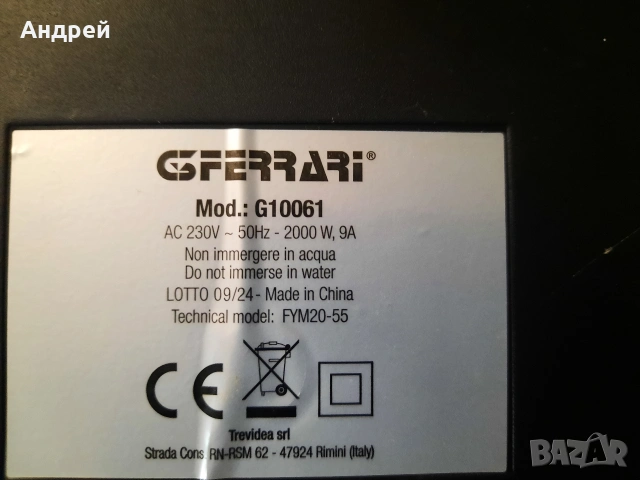 Андрей
GFERRARI®
Mod.: G10061
AC 230V ~ 50Hz - 2000 W, 9A
Non immergere in acqua
Do not immerse in water
LOTTO 09/24 - Made in China
Technical model: FYM20-55
CE
Trevidea srl
Strada Cons. RN-RSM 62 - 47924 Rimini (Italy)
BAZAR